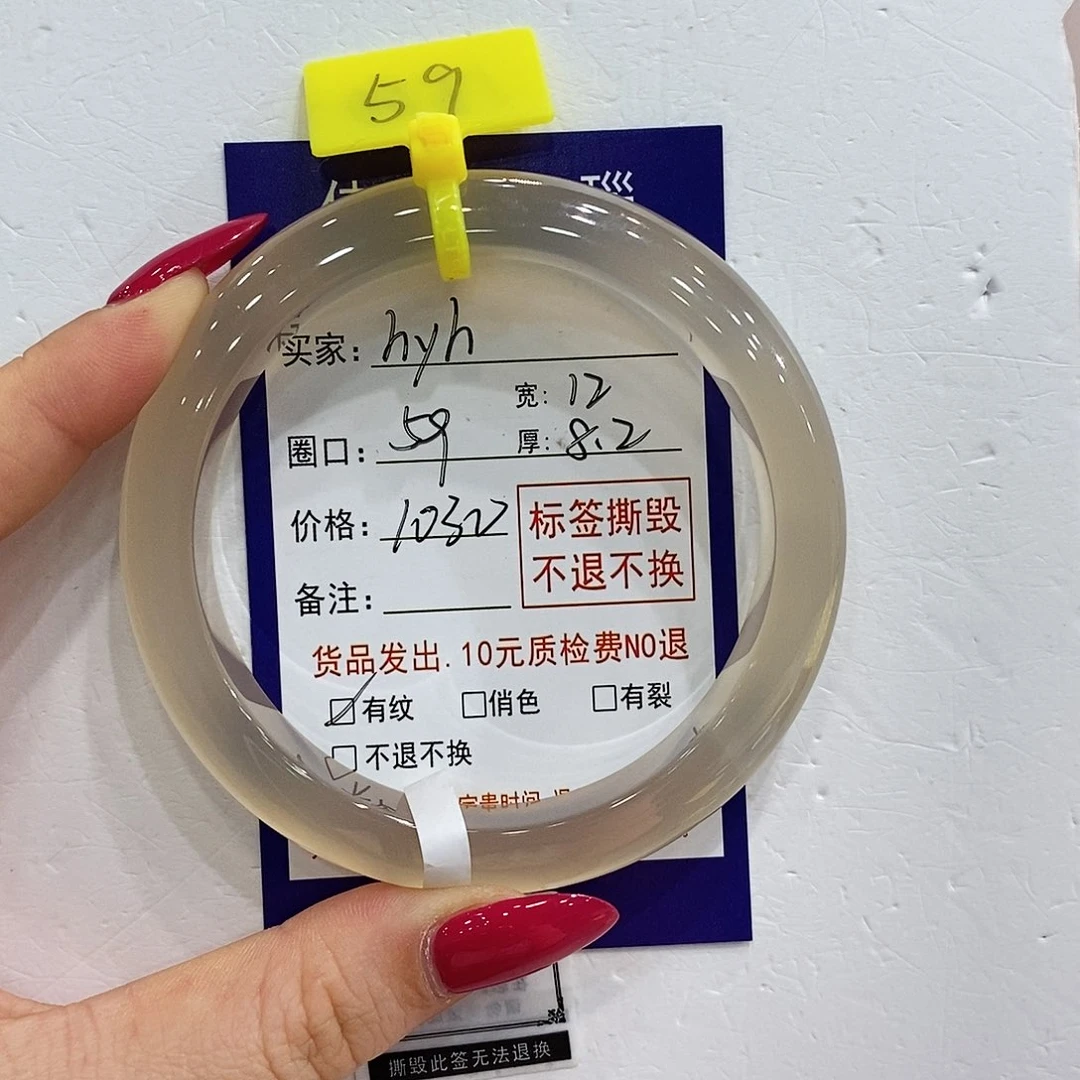 59
买家: hyh
宽: 12
圈口: 59
厚: 8.2
价格: 1030
标签撕毁
不退不换
备注:
货品发出.10元质检费NO退
有纹 俏色 有裂
不退不换
撕毁此签无法退换